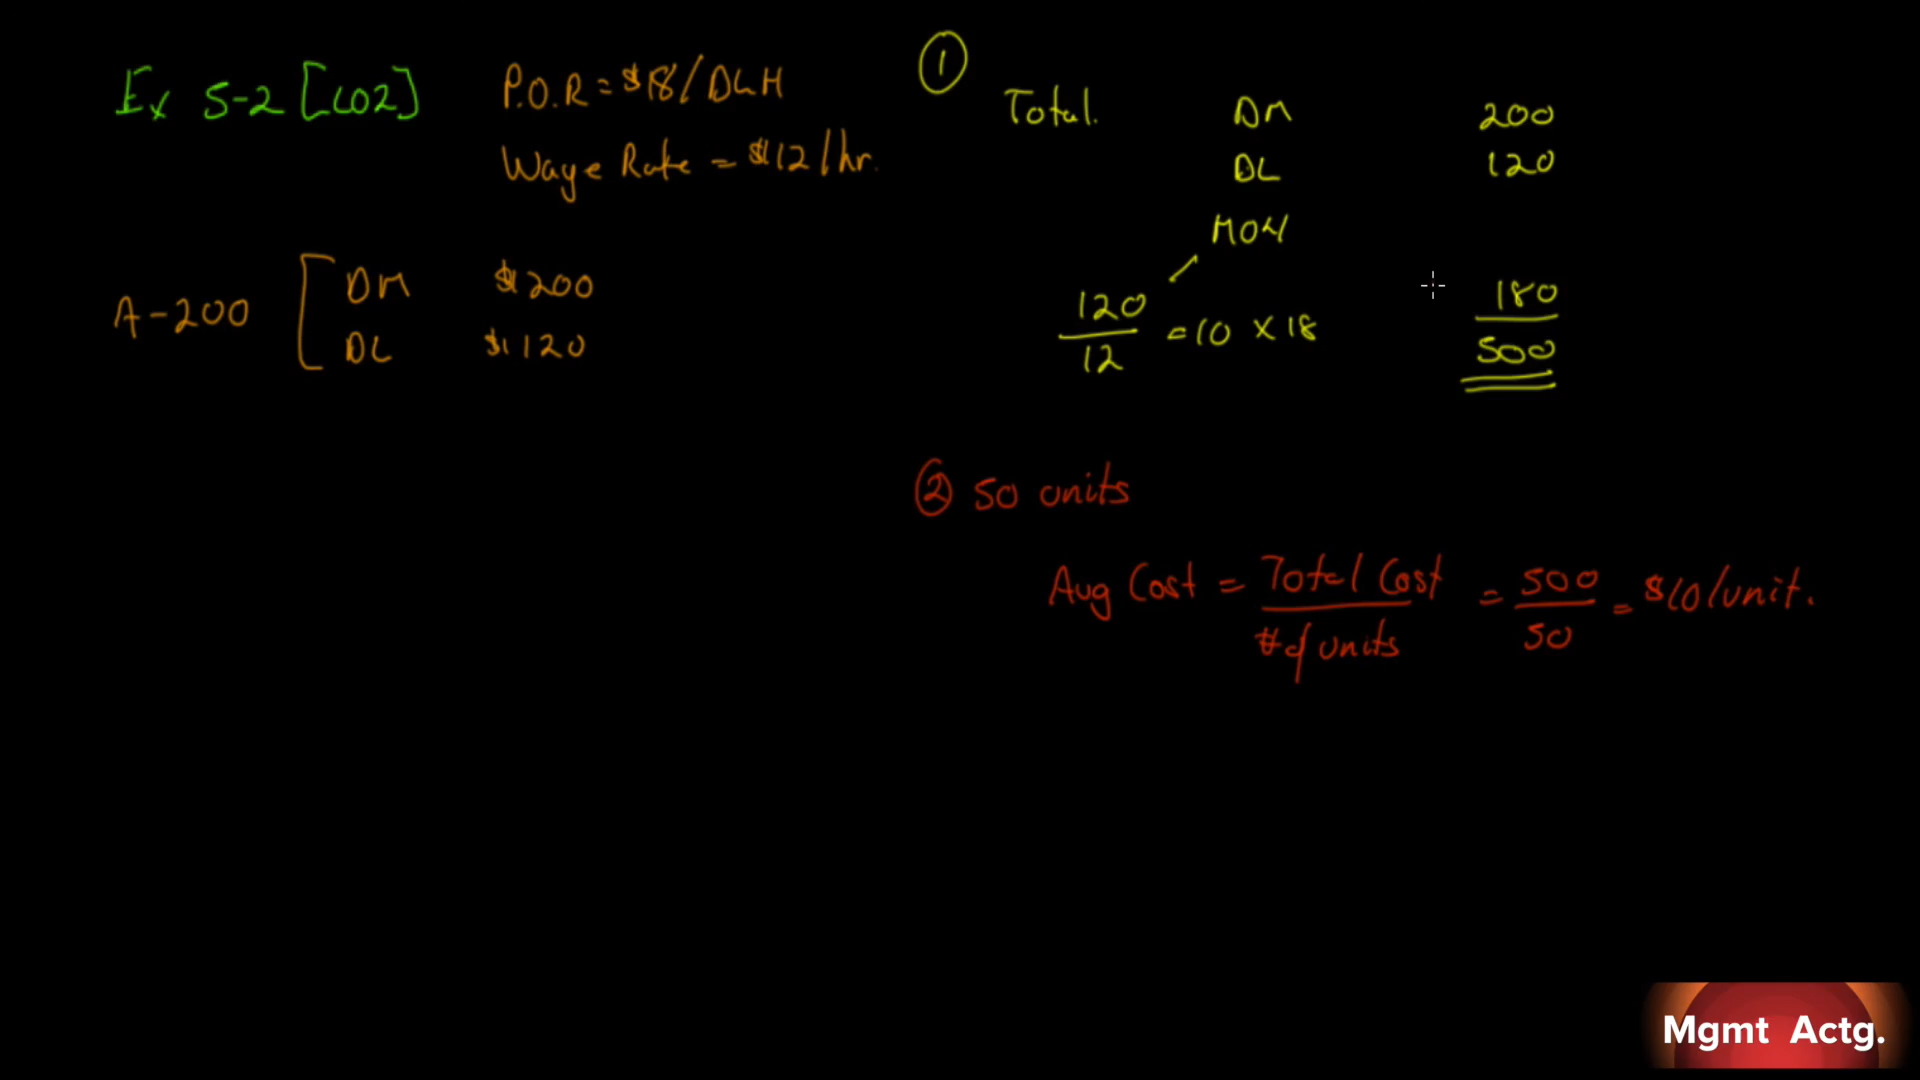 Ex 5-2 [LO2]
P.O.R = $18/DLH
Wage Rate = $12/hr.
A-200
DM $200
DL $120
①
Total. DM 200
DL 120
MOH
120/12 = 10 x 18 180
500
② 50 units
Avg Cost = Total Cost / # of units = 500/50 = $10/unit.
Mgmt Actg.